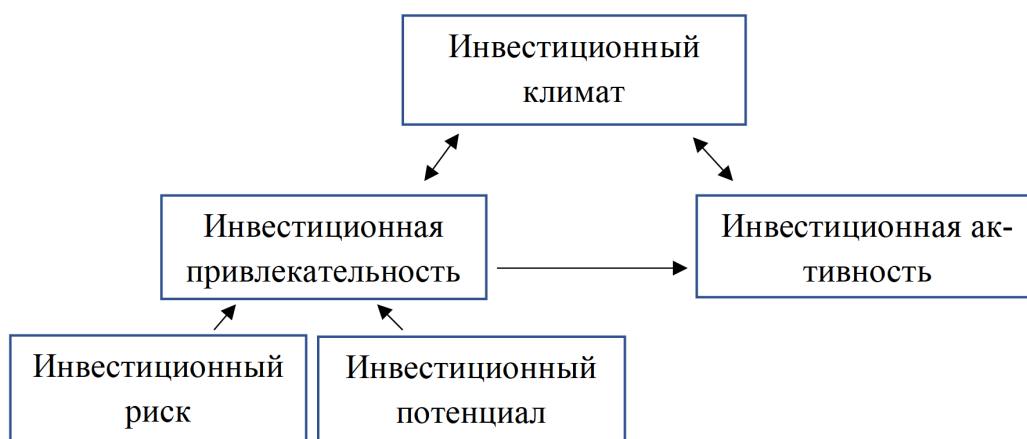 Инвестиционный
климат
Инвестиционная
привлекательность
Инвестиционная ак-
тивность
Инвестиционный
риск
Инвестиционный
потенциал